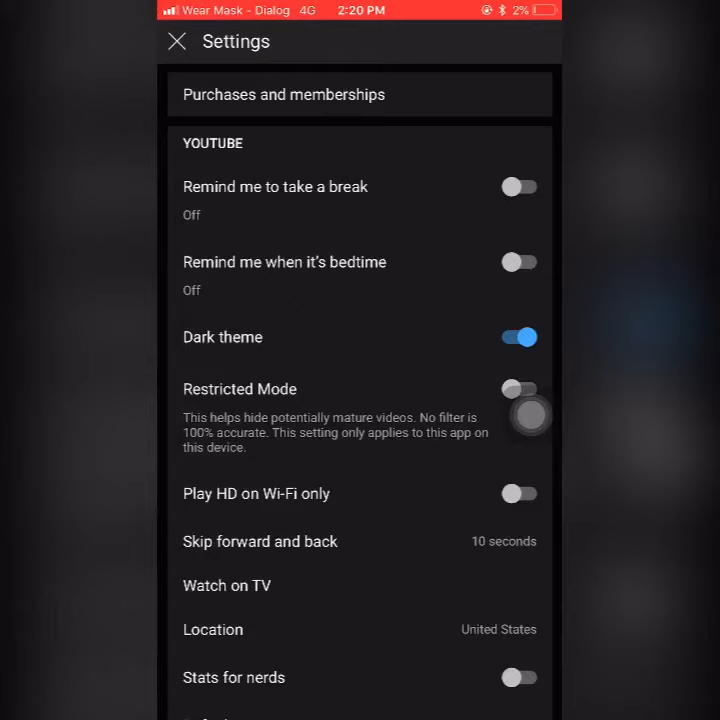 Wear Mask - Dialog 4G 2:20 PM 2%
Settings
Purchases and memberships
YOUTUBE
Remind me to take a break
Off
Remind me when it's bedtime
Off
Dark theme
Restricted Mode
This helps hide potentially mature videos. No filter is
100% accurate. This setting only applies to this app on
this device.
Play HD on Wi-Fi only
Skip forward and back 10 seconds
Watch on TV
Location United States
Stats for nerds